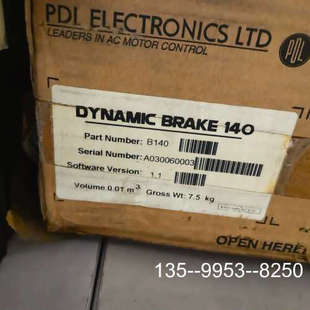 PDL ELECTRONICS LTD
LEADERS IN AC MOTOR CONTROL
PDL
DYNAMIC BRAKE 140
Part Number: B140
Serial Number: A030060003
Software Version: 1.1
Volume 0.01 m³ Gross Wt: 7.5 kg
OPEN HERE
135--9953--8250